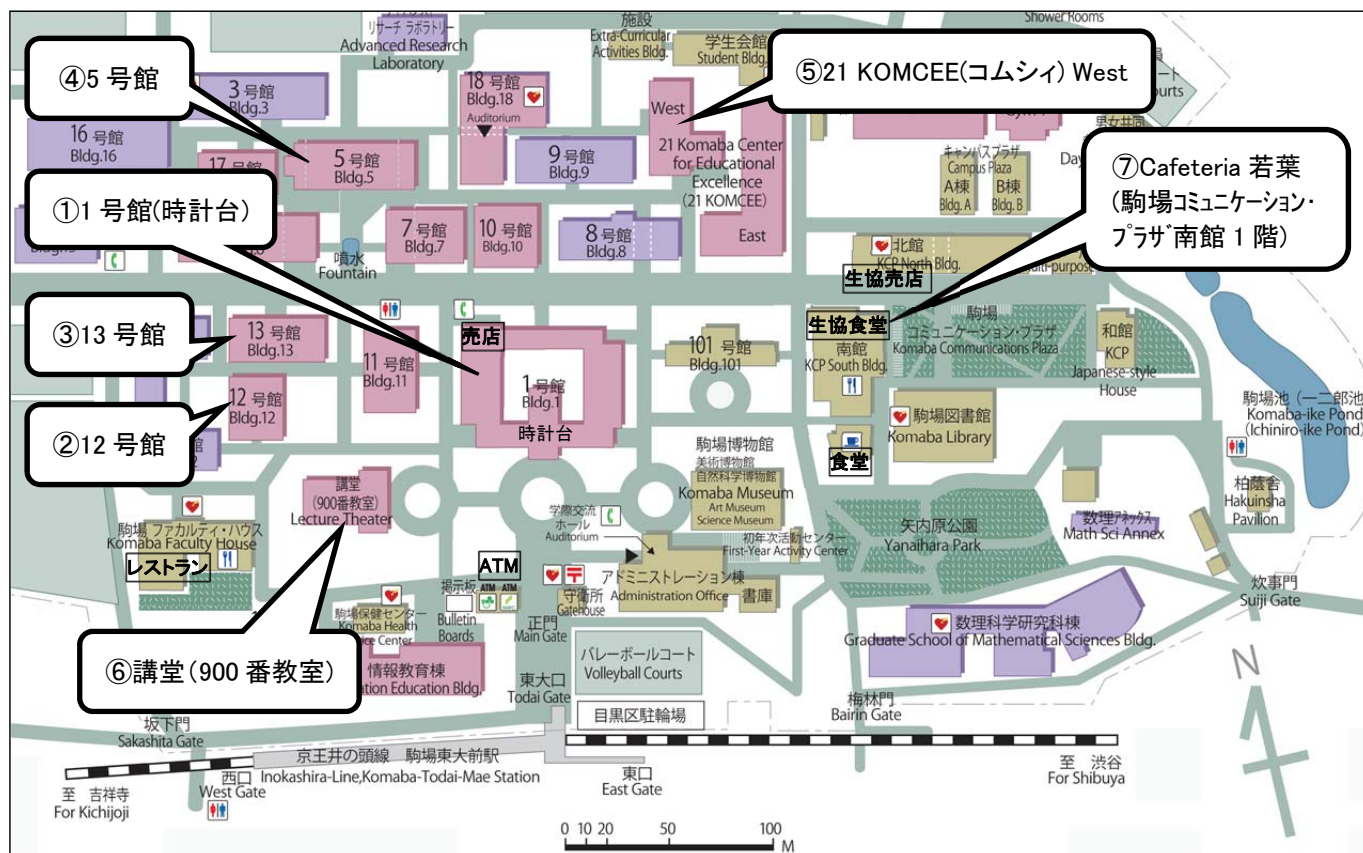 リサーチ ラボラトリー
Advanced Research
Laboratory
施設
Extra-Curricular
Activities Bldg.
学生会館
Student Bldg.
Shower Rooms
④5 号館
⑤21 KOMCEE(コムシィ) West
3 号館
Bldg.3
18 号館
Bldg.18
Auditorium
West
16 号館
Bldg.16
17 号館
5 号館
Bldg.5
9 号館
Bldg.9
21 Komaba Center
for Educational
Excellence
(21 KOMCEE)
East
男女共同
キャンパスプラザ
Campus Plaza
A棟
Bldg. A
B棟
Bldg. B
⑦Cafeteria 若葉
(駒場コミュニケーション・
プラザ南館 1 階)
①1 号館(時計台)
7 号館
Bldg.7
10 号館
Bldg.10
8 号館
Bldg.8
噴水
Fountain
北館
KCP North Bldg.
生協売店
③13 号館
13 号館
Bldg.13
11 号館
Bldg.11
売店
1 号館
Bldg.1
時計台
101 号館
Bldg.101
生協食堂
南館
KCP South Bldg.
駒場
コミュニケーション・プラザ
Komaba Communications Plaza
和館
KCP
Japanese-style
House
②12 号館
12 号館
Bldg.12
駒場図書館
Komaba Library
食堂
駒場池 (一二郎池)
Komaba-ike Pond
(Ichiniro-ike Pond)
講堂
(900番教室)
Lecture Theater
駒場博物館
美術博物館
自然科学博物館
Komaba Museum
Art Museum
Science Museum
柏蔭舎
Hakuinsha
Pavilion
駒場 ファカルティ・ハウス
Komaba Faculty House
レストラン
学際交流
ホール
Auditorium
初年次活動センター
First-Year Activity Center
矢内原公園
Yanaihara Park
数理アネックス
Math Sci Annex
ATM
ATM
ATM
掲示板
Bulletin
Boards
守衛所
Gatehouse
アドミニストレーション棟
Administration Office
書庫
炊事門
Suiji Gate
駒場保健センター
Komaba Health
正門
Main Gate
数理科学研究科棟
Graduate School of Mathematical Sciences Bldg.
⑥講堂(900 番教室)
情報教育棟
Education Bldg.
バレーボールコート
Volleyball Courts
東大口
Todai Gate
目黒区駐輪場
梅林門
Bairin Gate
N
坂下門
Sakashita Gate
京王井の頭線 駒場東大前駅
Inokashira-Line,Komaba-Todai-Mae Station
至 吉祥寺
For Kichijoji
西口
West Gate
東口
East Gate
至 渋谷
For Shibuya
0 10 20 50 100
M